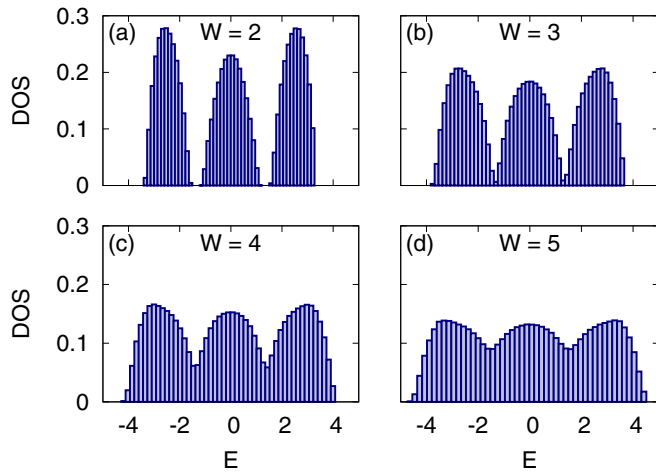 0.3
(a)
W = 2
(b)
W = 3
0.2
0.1
0
DOS
0.3
(c)
W = 4
(d)
W = 5
0.2
0.1
0
DOS
-4 -2 0 2 4
-4 -2 0 2 4
E
E